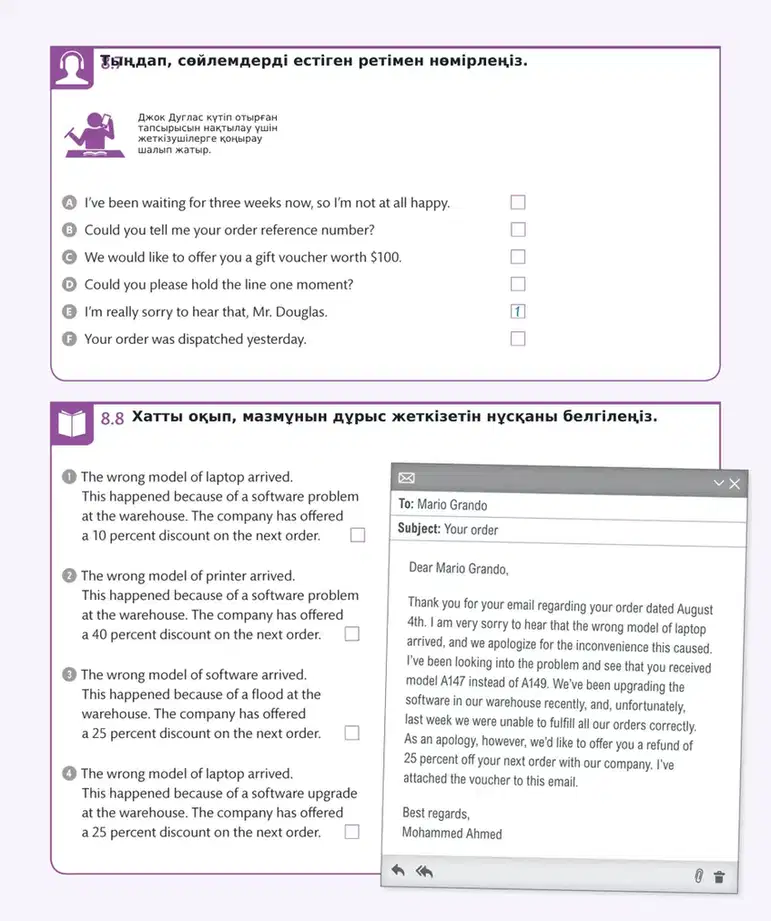 8.7 Тыңдап, сөйлемдерді естіген ретімен нөмірлеңіз.
Джок Дуглас күтіп отырған
тапсырысын нақтылау үшін
жеткізушілерге қоңырау
шалып жатыр.
A I've been waiting for three weeks now, so I'm not at all happy.
B Could you tell me your order reference number?
C We would like to offer you a gift voucher worth $100.
D Could you please hold the line one moment?
E I'm really sorry to hear that, Mr. Douglas. 1
F Your order was dispatched yesterday.
8.8 Хатты оқып, мазмұнын дұрыс жеткізетін нұсқаны белгілеңіз.
1 The wrong model of laptop arrived.
This happened because of a software problem
at the warehouse. The company has offered
a 10 percent discount on the next order.
2 The wrong model of printer arrived.
This happened because of a software problem
at the warehouse. The company has offered
a 40 percent discount on the next order.
3 The wrong model of software arrived.
This happened because of a flood at the
warehouse. The company has offered
a 25 percent discount on the next order.
4 The wrong model of laptop arrived.
This happened because of a software upgrade
at the warehouse. The company has offered
a 25 percent discount on the next order.
To: Mario Grando
Subject: Your order
Dear Mario Grando,
Thank you for your email regarding your order dated August
4th. I am very sorry to hear that the wrong model of laptop
arrived, and we apologize for the inconvenience this caused.
I've been looking into the problem and see that you received
model A147 instead of A149. We've been upgrading the
software in our warehouse recently, and, unfortunately,
last week we were unable to fulfill all our orders correctly.
As an apology, however, we'd like to offer you a refund of
25 percent off your next order with our company. I've
attached the voucher to this email.
Best regards,
Mohammed Ahmed